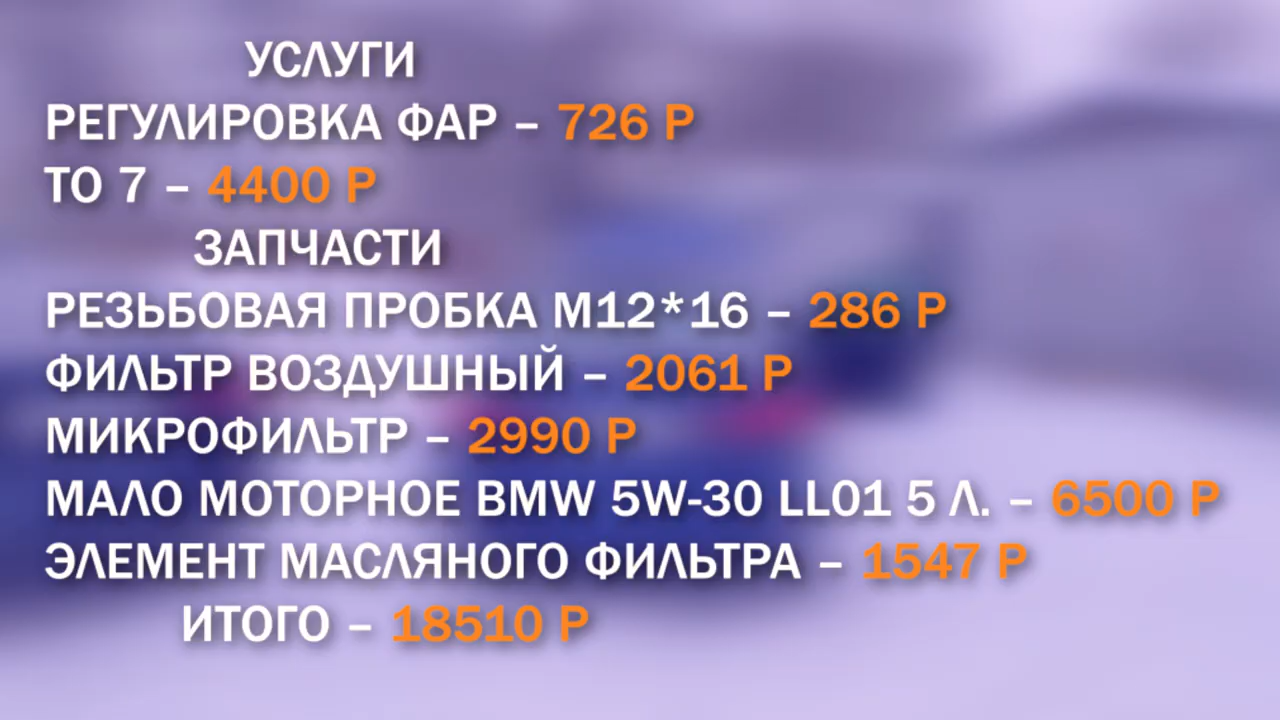 УСЛУГИ
РЕГУЛИРОВКА ФАР – 726 Р
ТО 7 – 4400 Р
ЗАПЧАСТИ
РЕЗЬБОВАЯ ПРОБКА М12*16 – 286 Р
ФИЛЬТР ВОЗДУШНЫЙ – 2061 Р
МИКРОФИЛЬТР – 2990 Р
МАЛО МОТОРНОЕ BMW 5W-30 LL01 5 Л. – 6500 Р
ЭЛЕМЕНТ МАСЛЯНОГО ФИЛЬТРА – 1547 Р
ИТОГО – 18510 Р